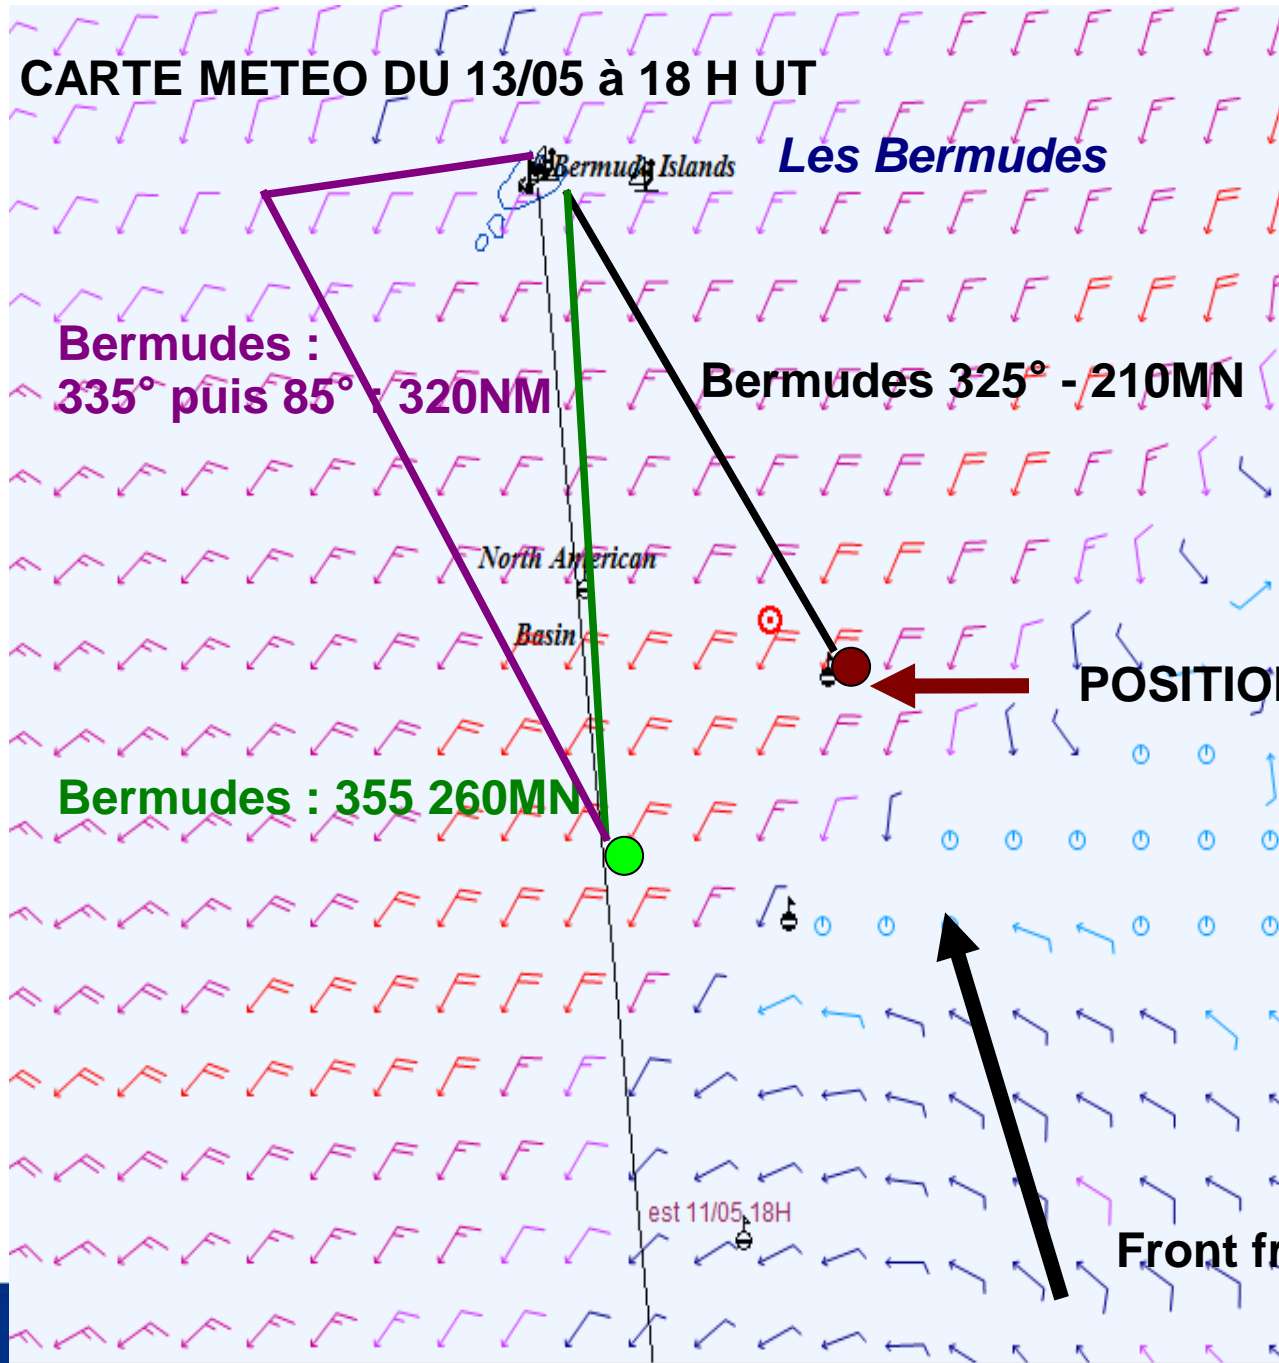 CARTE METEO DU 13/05 à 18 H UT
Les Bermudes
Bermuda Islands
Bermudes :
335° puis 85° : 320NM
Bermudes 325° - 210MN
North American
Basin
POSITION
Bermudes : 355 260MN
est 11/05 18H
Front fr